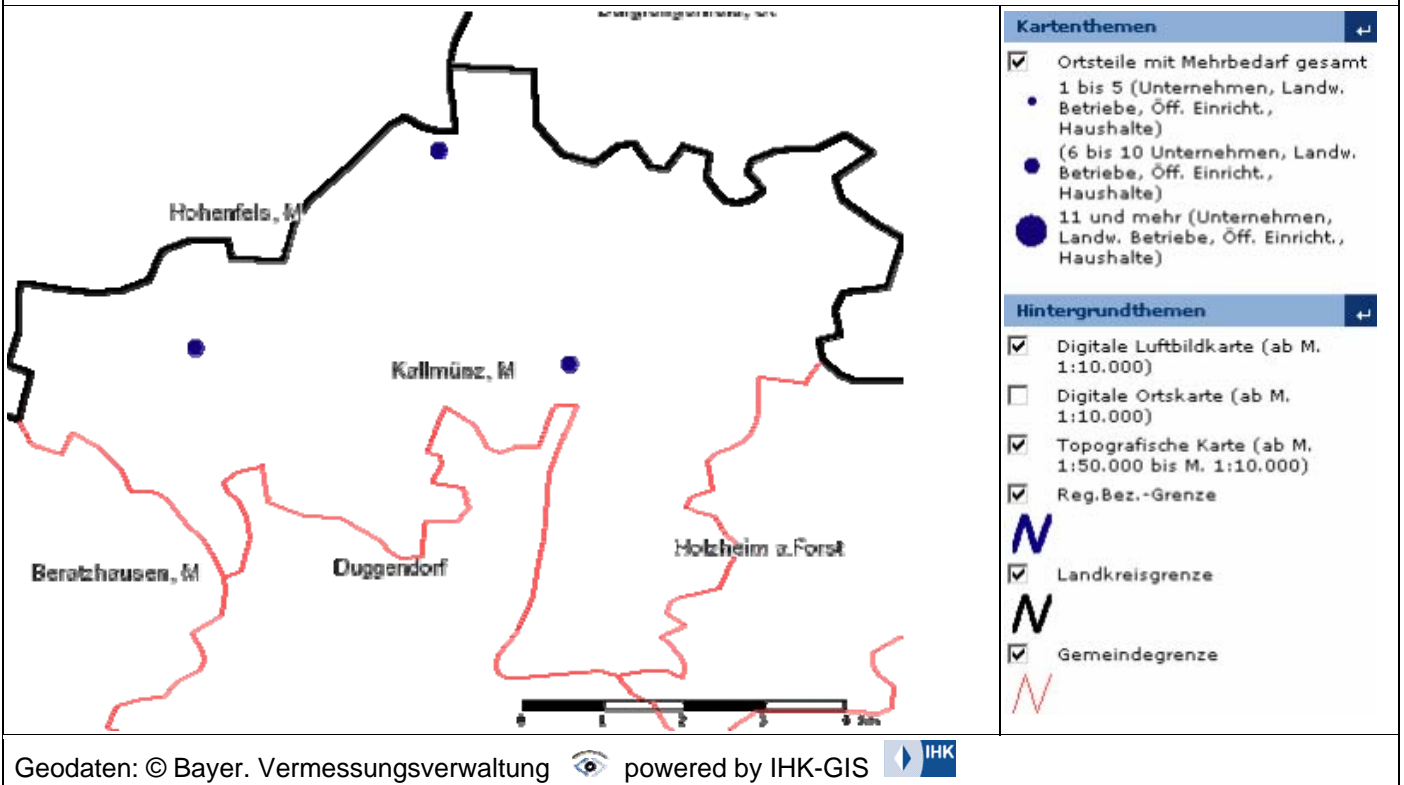 Hohenfels, M
Kallmünz, M
Beratzhausen, M
Duggendorf
Holzheim a.Forst
0 1 2 3 4 km
Kartenthemen
Ortsteile mit Mehrbedarf gesamt
1 bis 5 (Unternehmen, Landw.
Betriebe, Öff. Einricht.,
Haushalte)
(6 bis 10 Unternehmen, Landw.
Betriebe, Öff. Einricht.,
Haushalte)
11 und mehr (Unternehmen,
Landw. Betriebe, Öff. Einricht.,
Haushalte)
Hintergrundthemen
Digitale Luftbildkarte (ab M.
1:10.000)
Digitale Ortskarte (ab M.
1:10.000)
Topografische Karte (ab M.
1:50.000 bis M. 1:10.000)
Reg.Bez.-Grenze
Landkreisgrenze
Gemeindegrenze
Geodaten: © Bayer. Vermessungsverwaltung powered by IHK-GIS IHK